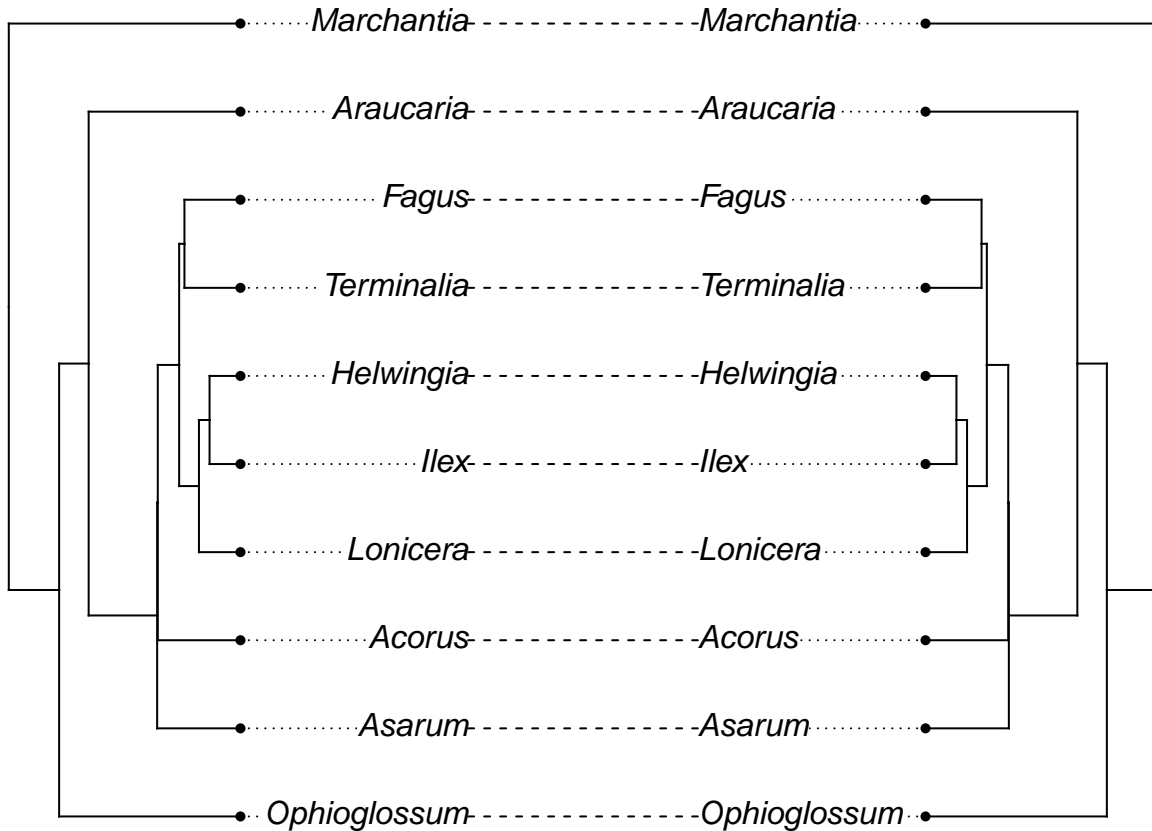 Marchantia Marchantia
Araucaria Araucaria
Fagus Fagus
Terminalia Terminalia
Helwingia Helwingia
Ilex Ilex
Lonicera Lonicera
Acorus Acorus
Asarum Asarum
Ophioglossum Ophioglossum